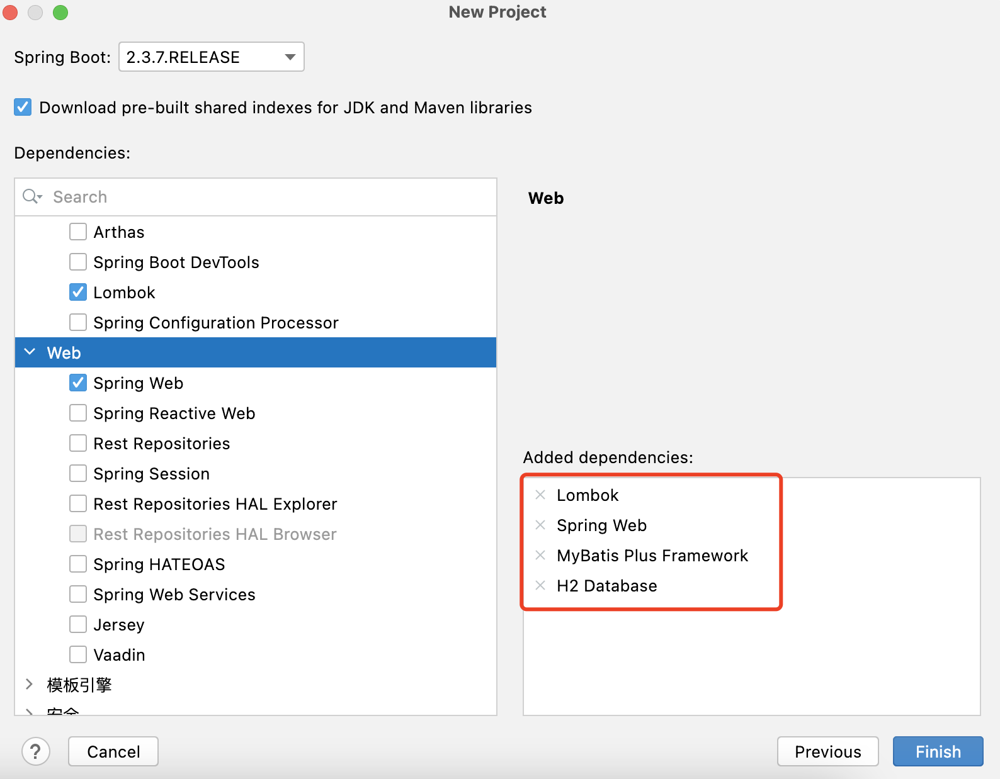 New Project
Spring Boot: 2.3.7.RELEASE
Download pre-built shared indexes for JDK and Maven libraries
Dependencies:
Search
Arthas
Spring Boot DevTools
Lombok
Spring Configuration Processor
Web
Spring Web
Spring Reactive Web
Rest Repositories
Spring Session
Rest Repositories HAL Explorer
Rest Repositories HAL Browser
Spring HATEOAS
Spring Web Services
Jersey
Vaadin
模板引擎
安全
Web
Added dependencies:
Lombok
Spring Web
MyBatis Plus Framework
H2 Database
?
Cancel
Previous
Finish